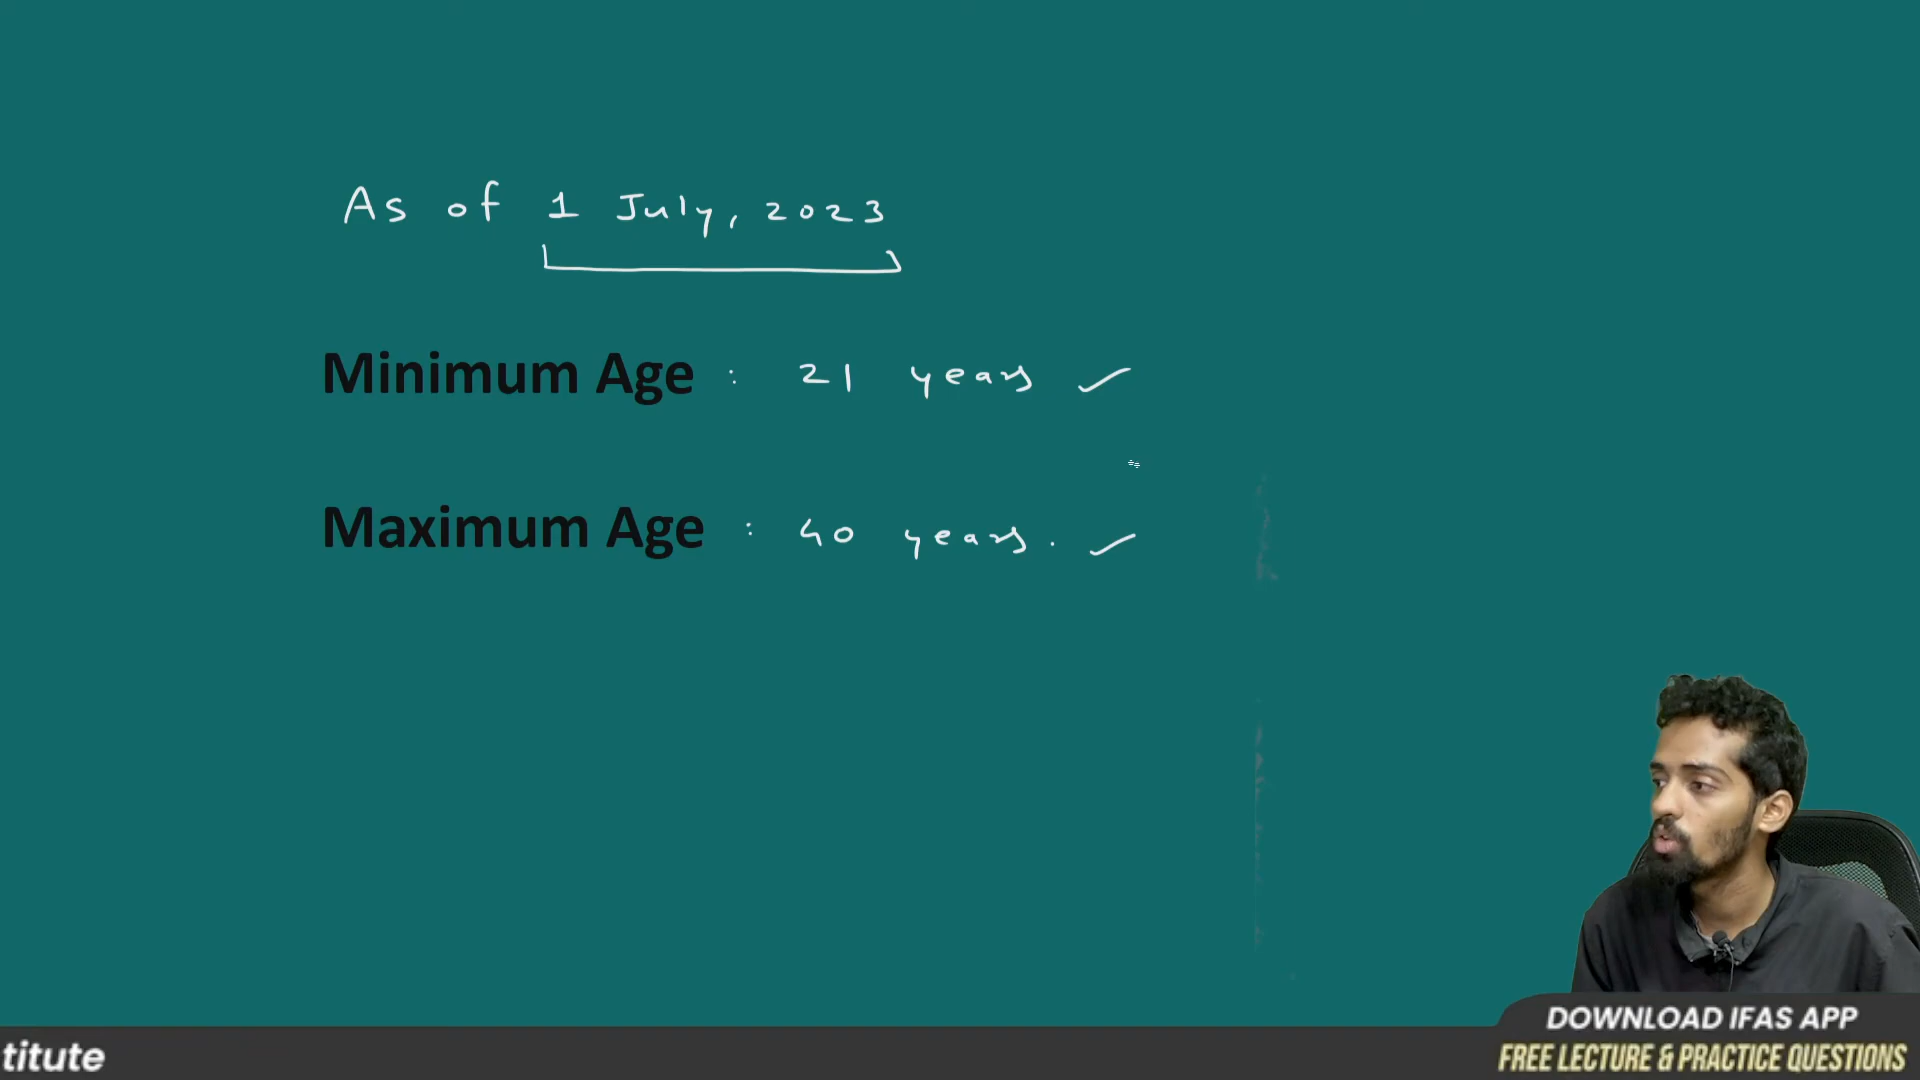 As of 1 July, 2023
Minimum Age : 21 years
Maximum Age : 40 years.
DOWNLOAD IFAS APP
titute
FREE LECTURE & PRACTICE QUESTIONS